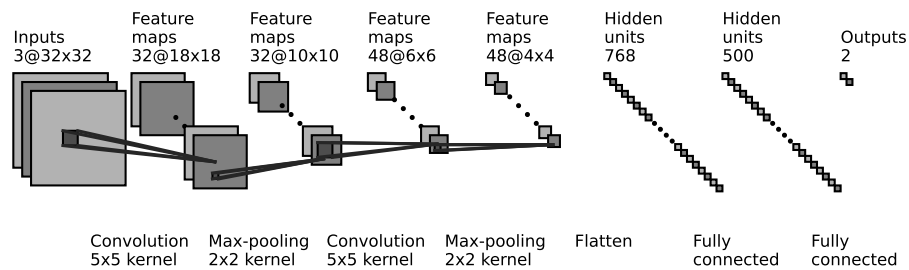 Inputs
3@32x32
Feature
maps
32@18x18
Feature
maps
32@10x10
Feature
maps
48@6x6
Feature
maps
48@4x4
Hidden
units
768
Hidden
units
500
Outputs
2
Convolution
5x5 kernel
Max-pooling
2x2 kernel
Convolution
5x5 kernel
Max-pooling
2x2 kernel
Flatten
Fully
connected
Fully
connected